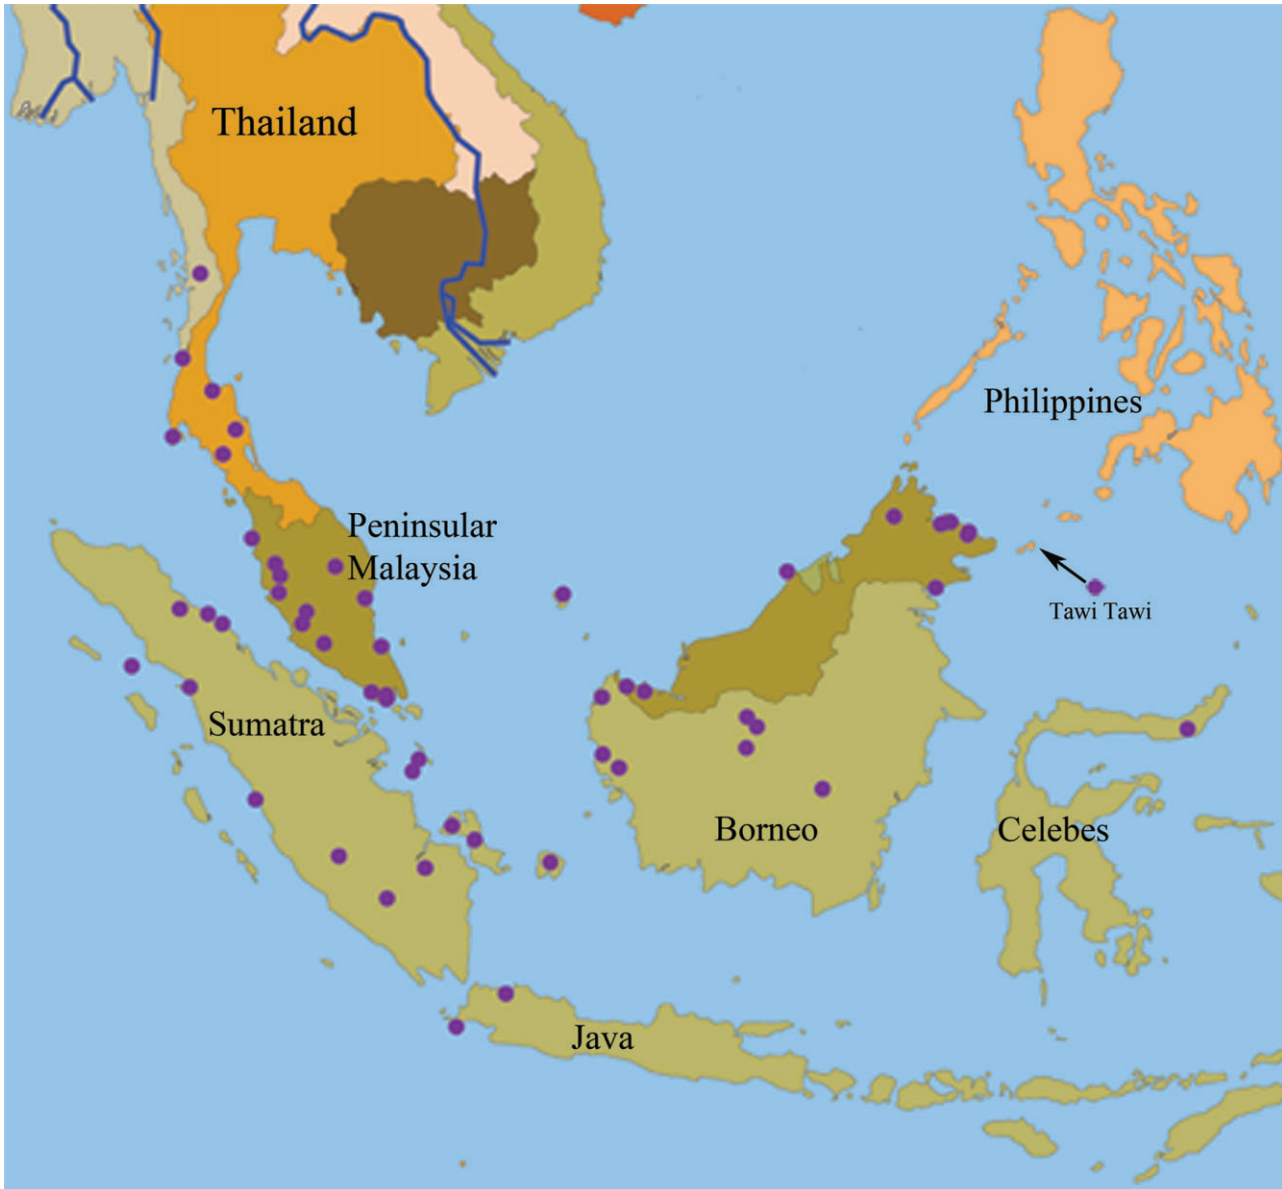 Thailand
Philippines
Peninsular
Malaysia
Tawi Tawi
Sumatra
Borneo
Celebes
Java